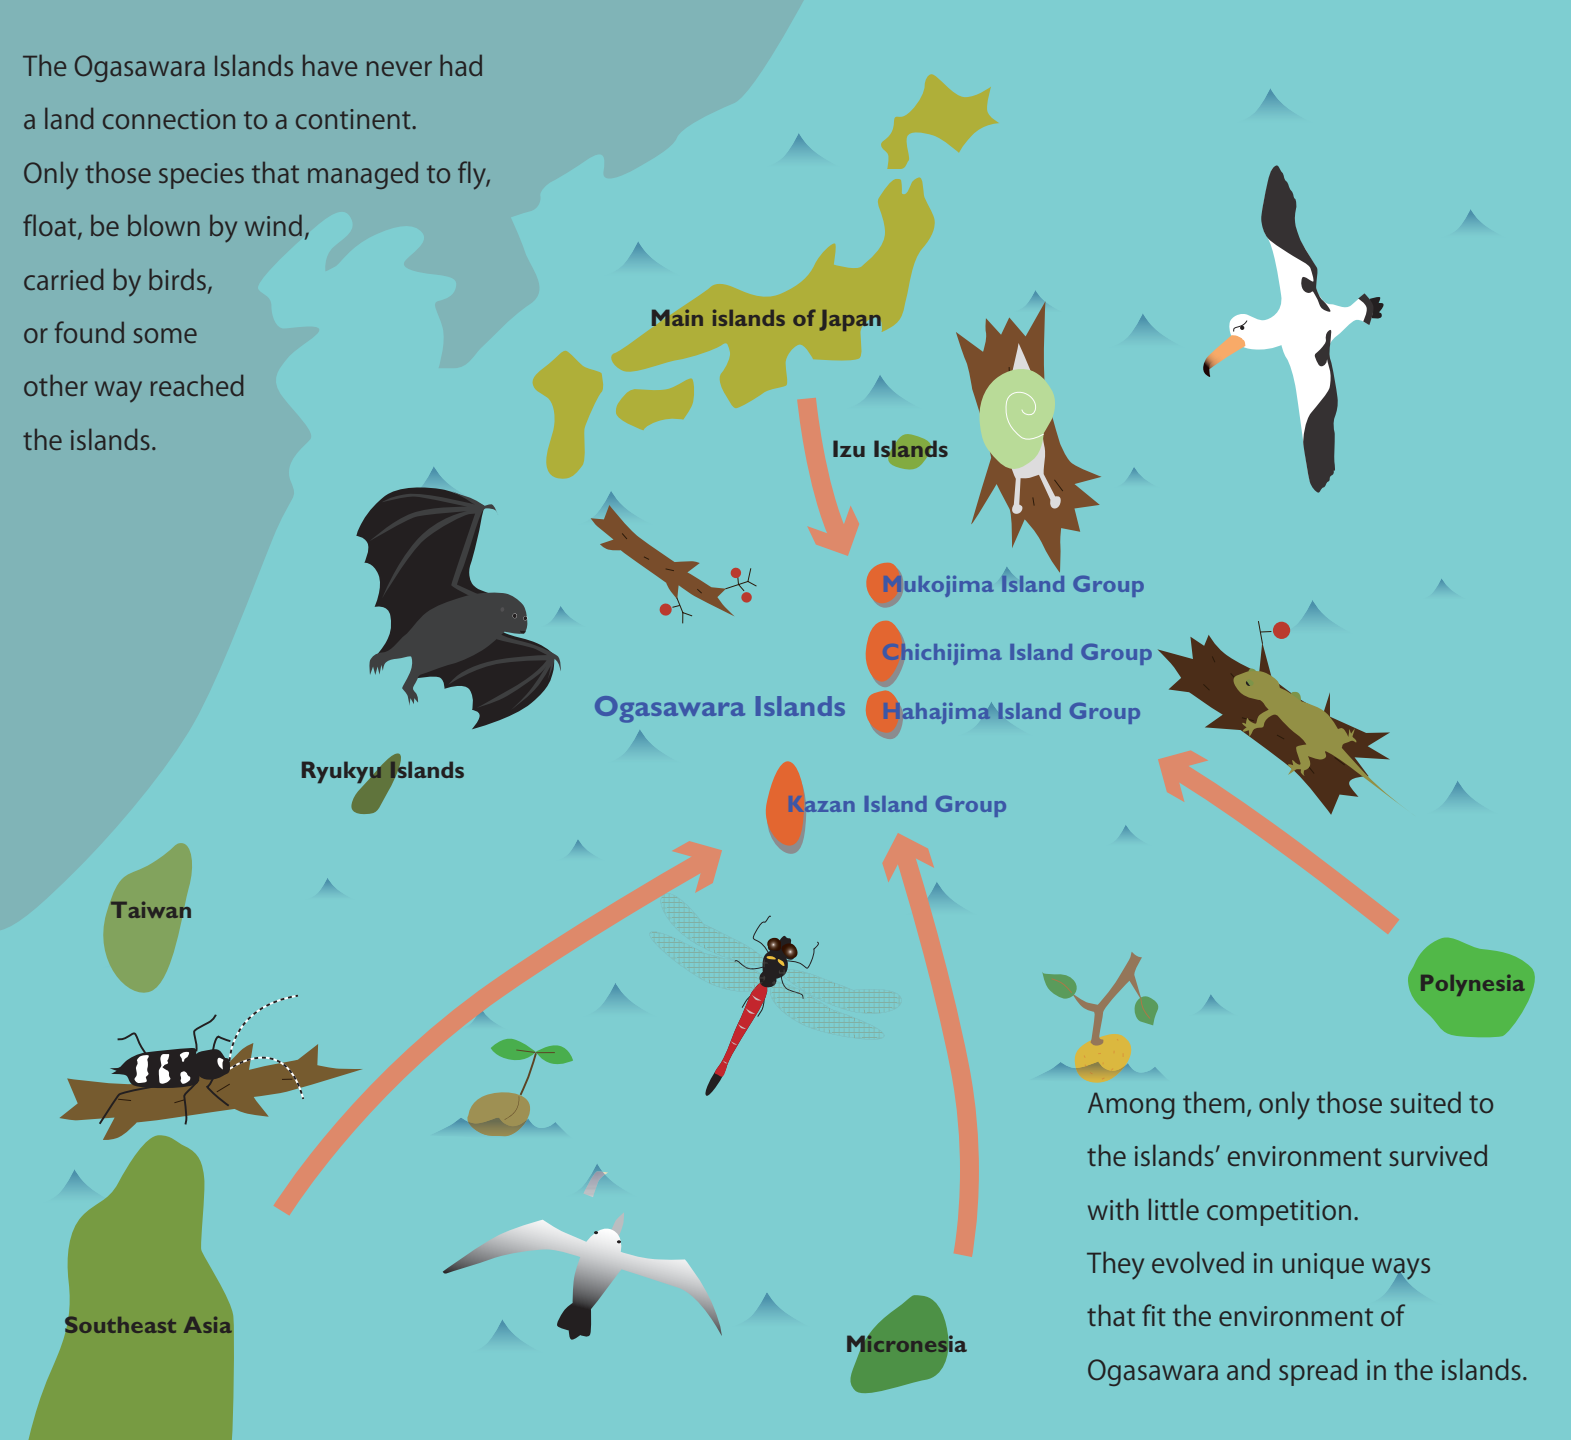 The Ogasawara Islands have never had
a land connection to a continent.
Only those species that managed to fly,
float, be blown by wind,
carried by birds,
or found some
other way reached
the islands.
Main islands of Japan
Izu Islands
Mukojima Island Group
Chichijima Island Group
Ogasawara Islands
Hahajima Island Group
Ryukyu Islands
Kazan Island Group
Taiwan
Polynesia
Among them, only those suited to
the islands’ environment survived
with little competition.
They evolved in unique ways
that fit the environment of
Ogasawara and spread in the islands.
Southeast Asia
Micronesia